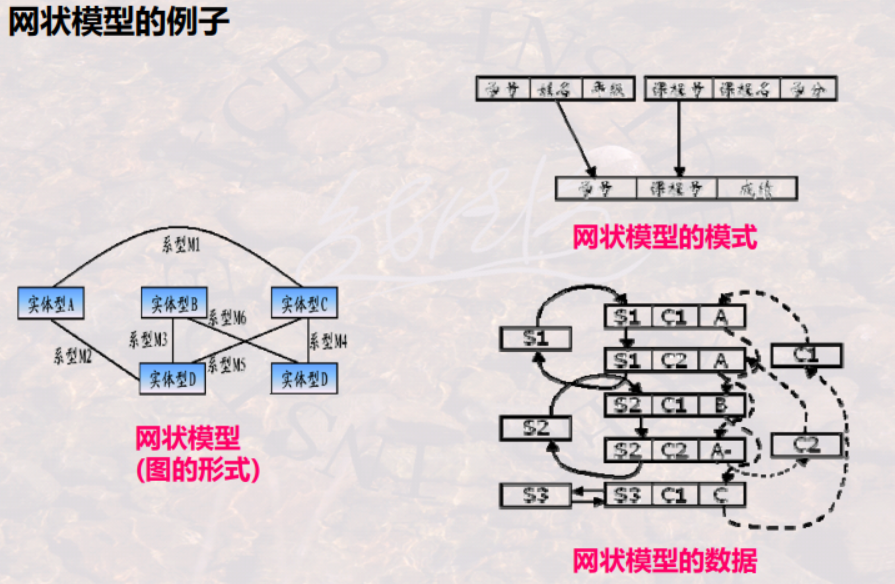 网状模型的例子
学号 姓名 年级
课程号 课程名 学分
学号 课程号 成绩
网状模型的模式
系型M1
实体型A
实体型B
实体型C
系型M6
系型M3
系型M4
系型M2
系型M5
实体型D
实体型D
网状模型
(图的形式)
S1 C1 A
S1
S1 C2 A
C1
S2 C1 B
S2
S2 C2 A-
C2
S3
S3 C1 C
网状模型的数据